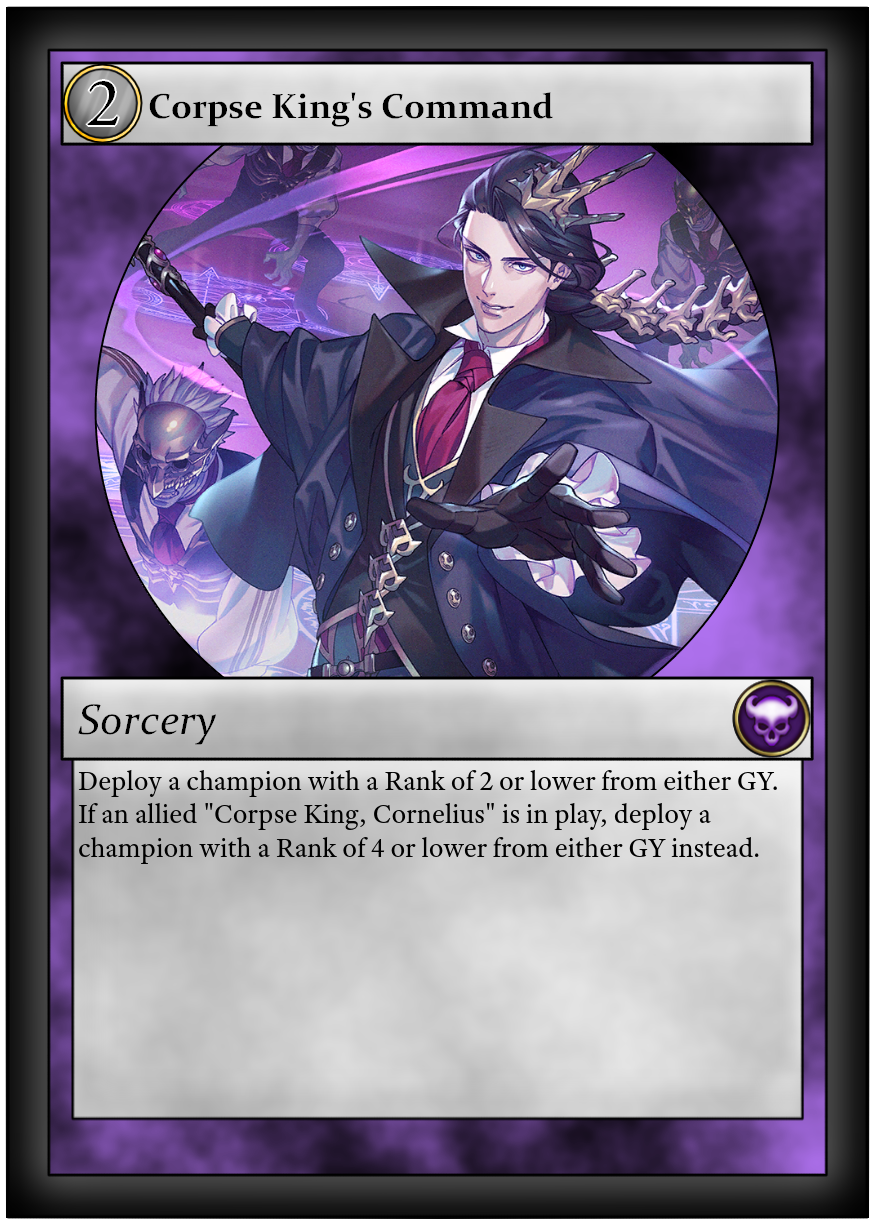 2 Corpse King's Command
Sorcery
Deploy a champion with a Rank of 2 or lower from either GY.
If an allied "Corpse King, Cornelius" is in play, deploy a
champion with a Rank of 4 or lower from either GY instead.